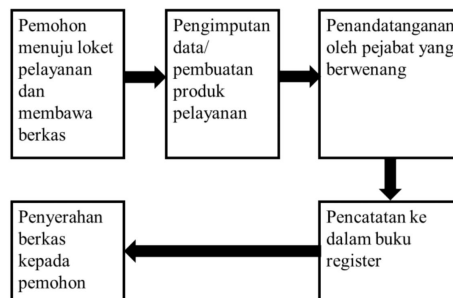 Pemohon
menuju loket
pelayanan
dan
membawa
berkas
Pengimputan
data/
pembuatan
produk
pelayanan
Penandatanganan
oleh pejabat yang
berwenang
Pencatatan ke
dalam buku
register
Penyerahan
berkas
kepada
pemohon